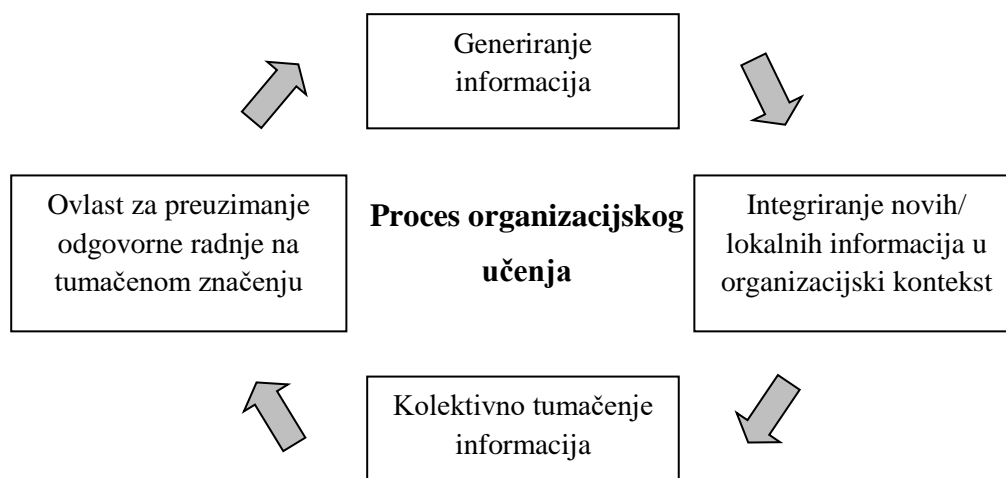 Generiranje
informacija
Ovlast za preuzimanje
odgovorne radnje na
tumačenom značenju
Proces organizacijskog
učenja
Integriranje novih/
lokalnih informacija u
organizacijski kontekst
Kolektivno tumačenje
informacija